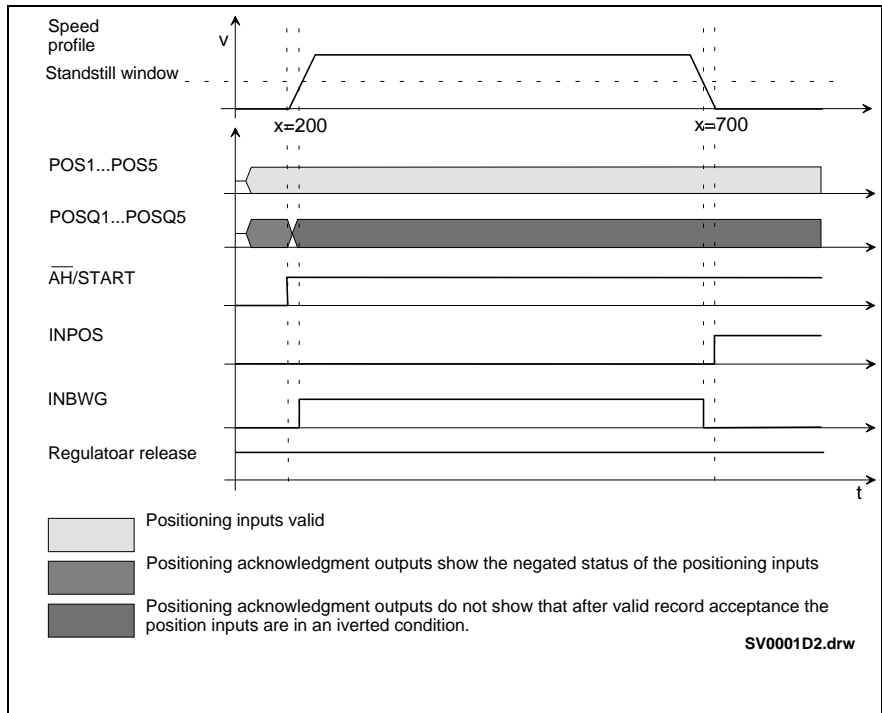 Speed
profile
v
Standstill window
x=200
x=700
POS1...POS5
POSQ1...POSQ5
A̅H̅/START
INPOS
INBWG
Regulatoar release
t
Positioning inputs valid
Positioning acknowledgment outputs show the negated status of the positioning inputs
Positioning acknowledgment outputs do not show that after valid record acceptance the
position inputs are in an iverted condition.
SV0001D2.drw